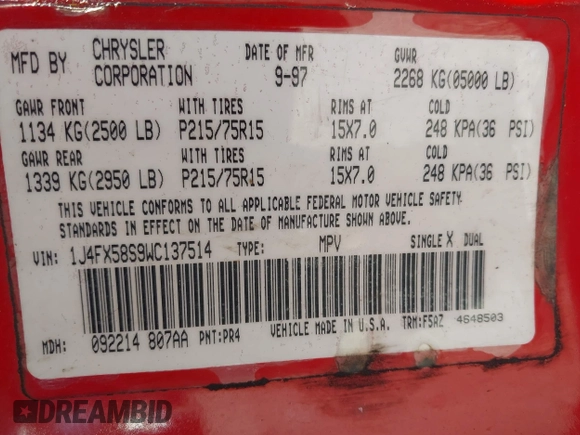 MFD BY CHRYSLER CORPORATION DATE OF MFR 9-97 GVWR 2268 KG(05000 LB)
GAWR FRONT WITH TIRES RIMS AT COLD
1134 KG(2500 LB) P215/75R15 15X7.0 248 KPA(36 PSI)
GAWR REAR WITH TIRES RIMS AT COLD
1339 KG(2950 LB) P215/75R15 15X7.0 248 KPA(36 PSI)
THIS VEHICLE CONFORMS TO ALL APPLICABLE FEDERAL MOTOR VEHICLE SAFETY
STANDARDS IN EFFECT ON THE DATE OF MANUFACTURE SHOWN ABOVE.
VIN: 1J4FX58S9WC137514 TYPE: MPV SINGLE X DUAL
MDH: 092214 807AA PNT:PR4 VEHICLE MADE IN U.S.A. TRM:F5AZ 4648503
DREAMBID